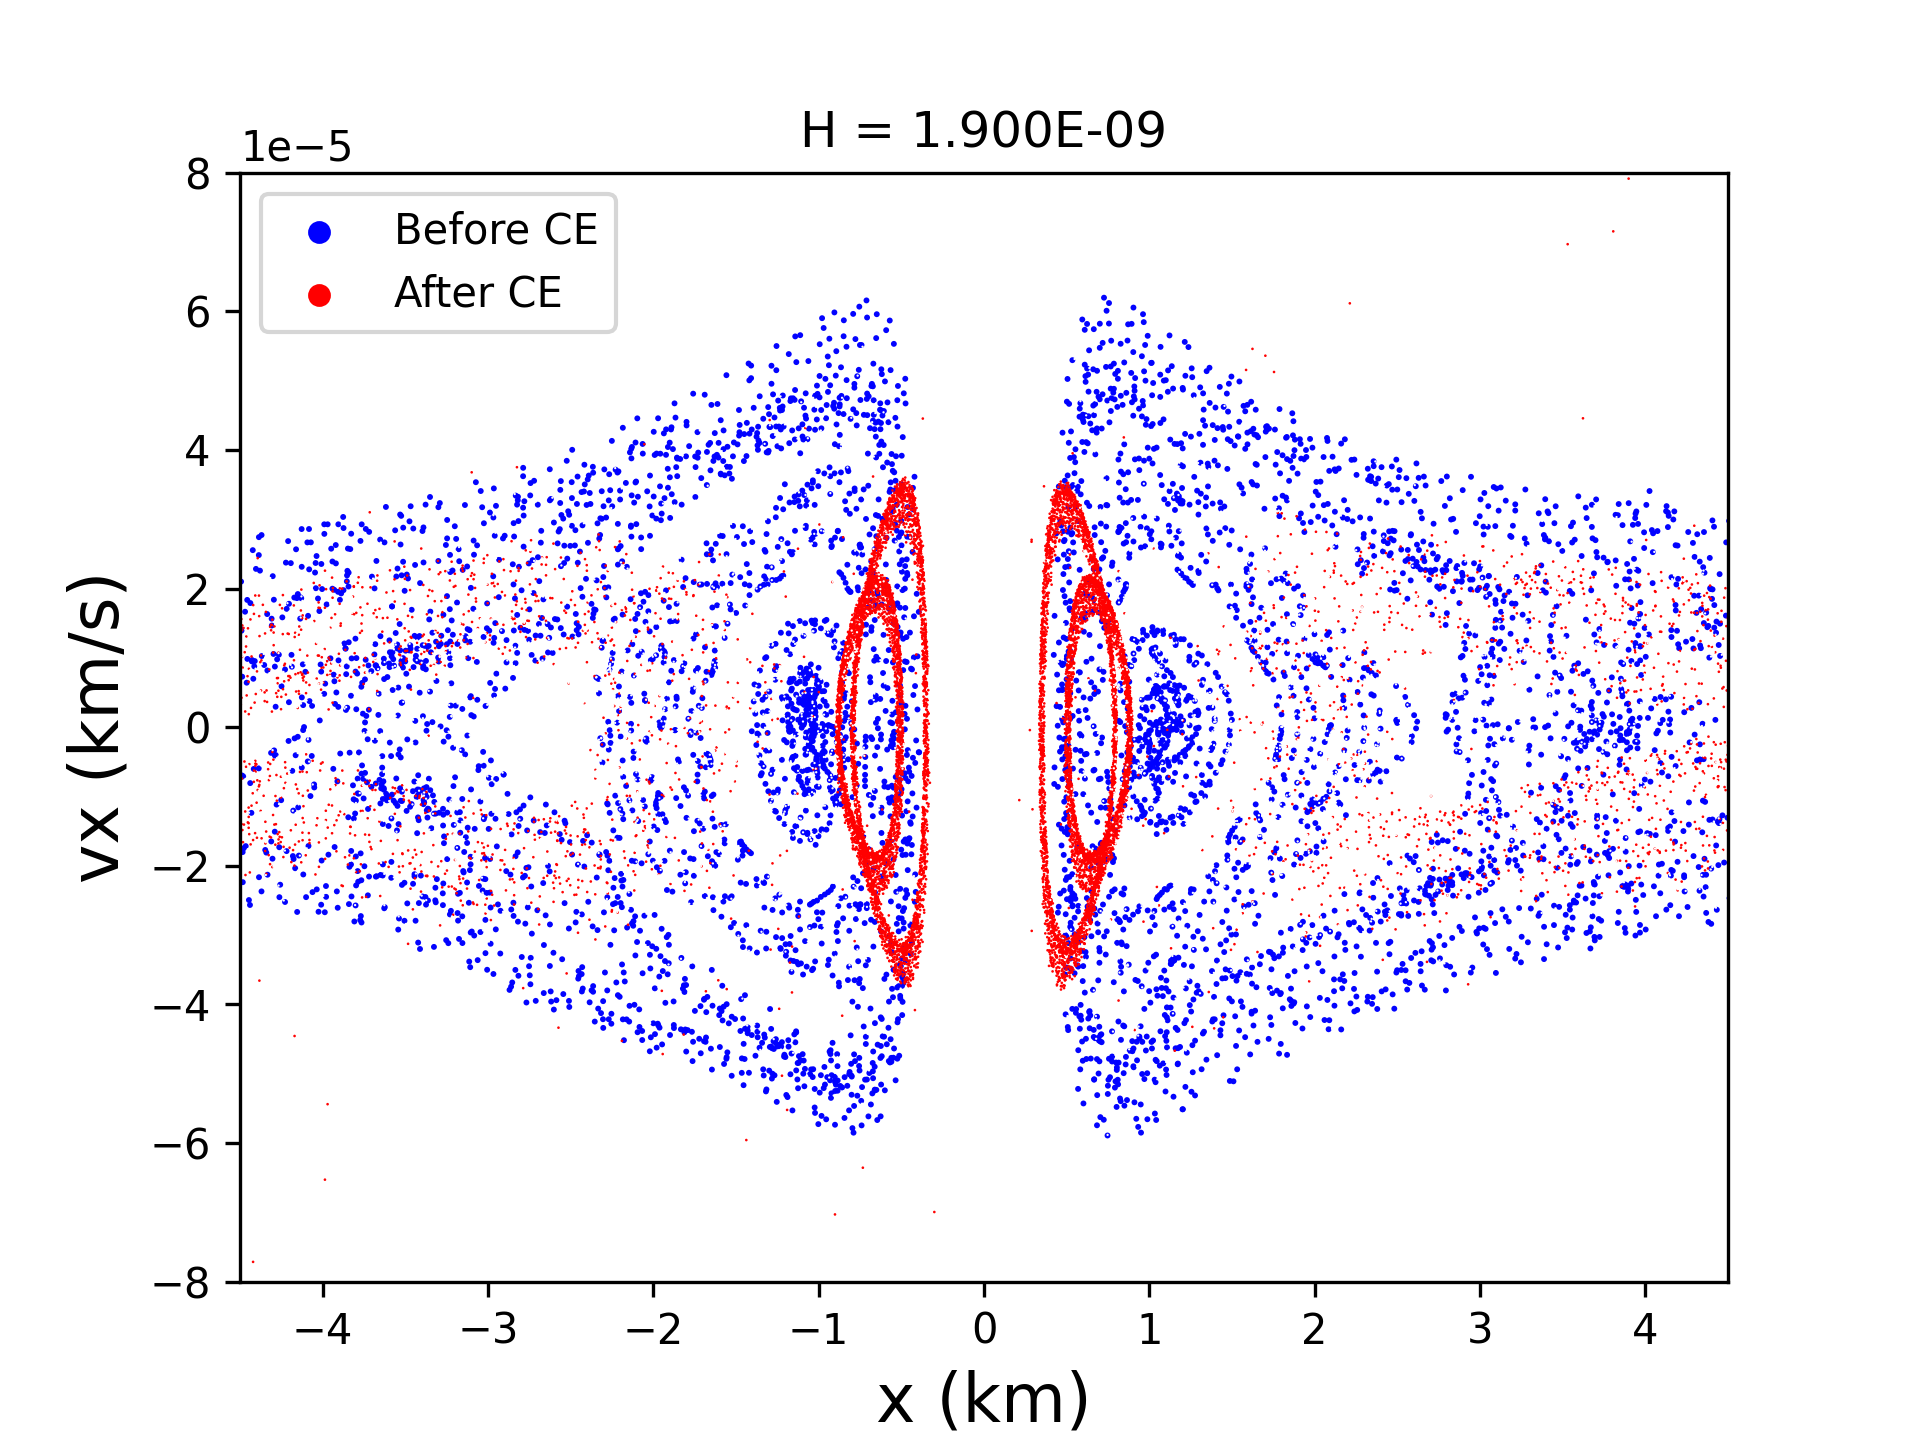 H = 1.900E-09
1e−5
Before CE
After CE
8
6
4
2
0
−2
−4
−6
−8
vx (km/s)
−4 −3 −2 −1 0 1 2 3 4
x (km)